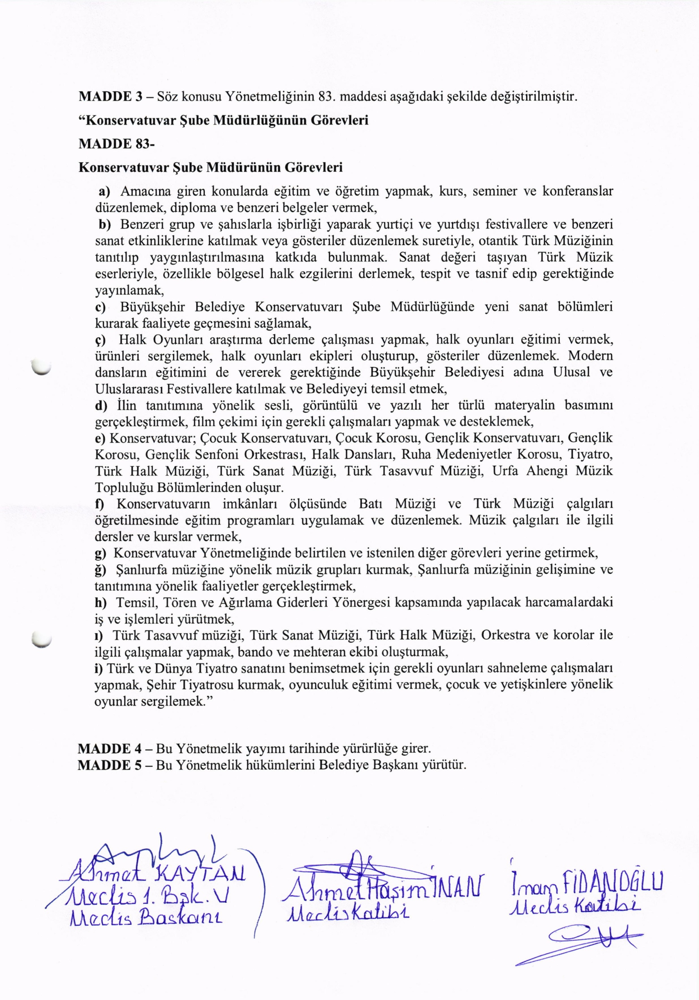 MADDE 3 – Söz konusu Yönetmeliğinin 83. maddesi aşağıdaki şekilde değiştirilmiştir.
“Konservatuvar Şube Müdürlüğünün Görevleri
MADDE 83-
Konservatuvar Şube Müdürünün Görevleri
a) Amacına giren konularda eğitim ve öğretim yapmak, kurs, seminer ve konferanslar
düzenlemek, diploma ve benzeri belgeler vermek,
b) Benzeri grup ve şahıslarla işbirliği yaparak yurtiçi ve yurtdışı festivallere ve benzeri
sanat etkinliklerine katılmak veya gösteriler düzenlemek suretiyle, otantik Türk Müziğinin
tanıtılıp yaygınlaştırılmasına katkıda bulunmak. Sanat değeri taşıyan Türk Müzik
eserleriyle, özellikle bölgesel halk ezgilerini derlemek, tespit ve tasnif edip gerektiğinde
yayınlamak,
c) Büyükşehir Belediye Konservatuvarı Şube Müdürlüğünde yeni sanat bölümleri
kurarak faaliyete geçmesini sağlamak,
ç) Halk Oyunları araştırma derleme çalışması yapmak, halk oyunları eğitimi vermek,
ürünleri sergilemek, halk oyunları ekipleri oluşturup, gösteriler düzenlemek. Modern
dansların eğitimini de vererek gerektiğinde Büyükşehir Belediyesi adına Ulusal ve
Uluslararası Festivallere katılmak ve Belediyeyi temsil etmek,
d) İlin tanıtımına yönelik sesli, görüntülü ve yazılı her türlü materyalin basımını
gerçekleştirmek, film çekimi için gerekli çalışmaları yapmak ve desteklemek,
e) Konservatuvar; Çocuk Konservatuvarı, Çocuk Korosu, Gençlik Konservatuvarı, Gençlik
Korosu, Gençlik Senfoni Orkestrası, Halk Dansları, Ruha Medeniyetler Korosu, Tiyatro,
Türk Halk Müziği, Türk Sanat Müziği, Türk Tasavvuf Müziği, Urfa Ahengi Müzik
Topluluğu Bölümlerinden oluşur.
f) Konservatuvarın imkânları ölçüsünde Batı Müziği ve Türk Müziği çalgıları
öğretilmesinde eğitim programları uygulamak ve düzenlemek. Müzik çalgıları ile ilgili
dersler ve kurslar vermek,
g) Konservatuvar Yönetmeliğinde belirtilen ve istenilen diğer görevleri yerine getirmek,
ğ) Şanlıurfa müziğine yönelik müzik grupları kurmak, Şanlıurfa müziğinin gelişimine ve
tanıtımına yönelik faaliyetler gerçekleştirmek,
h) Temsil, Tören ve Ağırlama Giderleri Yönergesi kapsamında yapılacak harcamalardaki
iş ve işlemleri yürütmek,
ı) Türk Tasavvuf müziği, Türk Sanat Müziği, Türk Halk Müziği, Orkestra ve korolar ile
ilgili çalışmalar yapmak, bando ve mehteran ekibi oluşturmak,
i) Türk ve Dünya Tiyatro sanatını benimsetmek için gerekli oyunları sahneleme çalışmaları
yapmak, Şehir Tiyatrosu kurmak, oyunculuk eğitimi vermek, çocuk ve yetişkinlere yönelik
oyunlar sergilemek.”
MADDE 4 – Bu Yönetmelik yayımı tarihinde yürürlüğe girer.
MADDE 5 – Bu Yönetmelik hükümlerini Belediye Başkanı yürütür.
Ahmet KAYTAN
Meclis 1. Bşk. V
Meclis Başkanı
Ahmet Haşim İNAN
Meclis Katibi
İmam FİDANOĞLU
Meclis Katibi